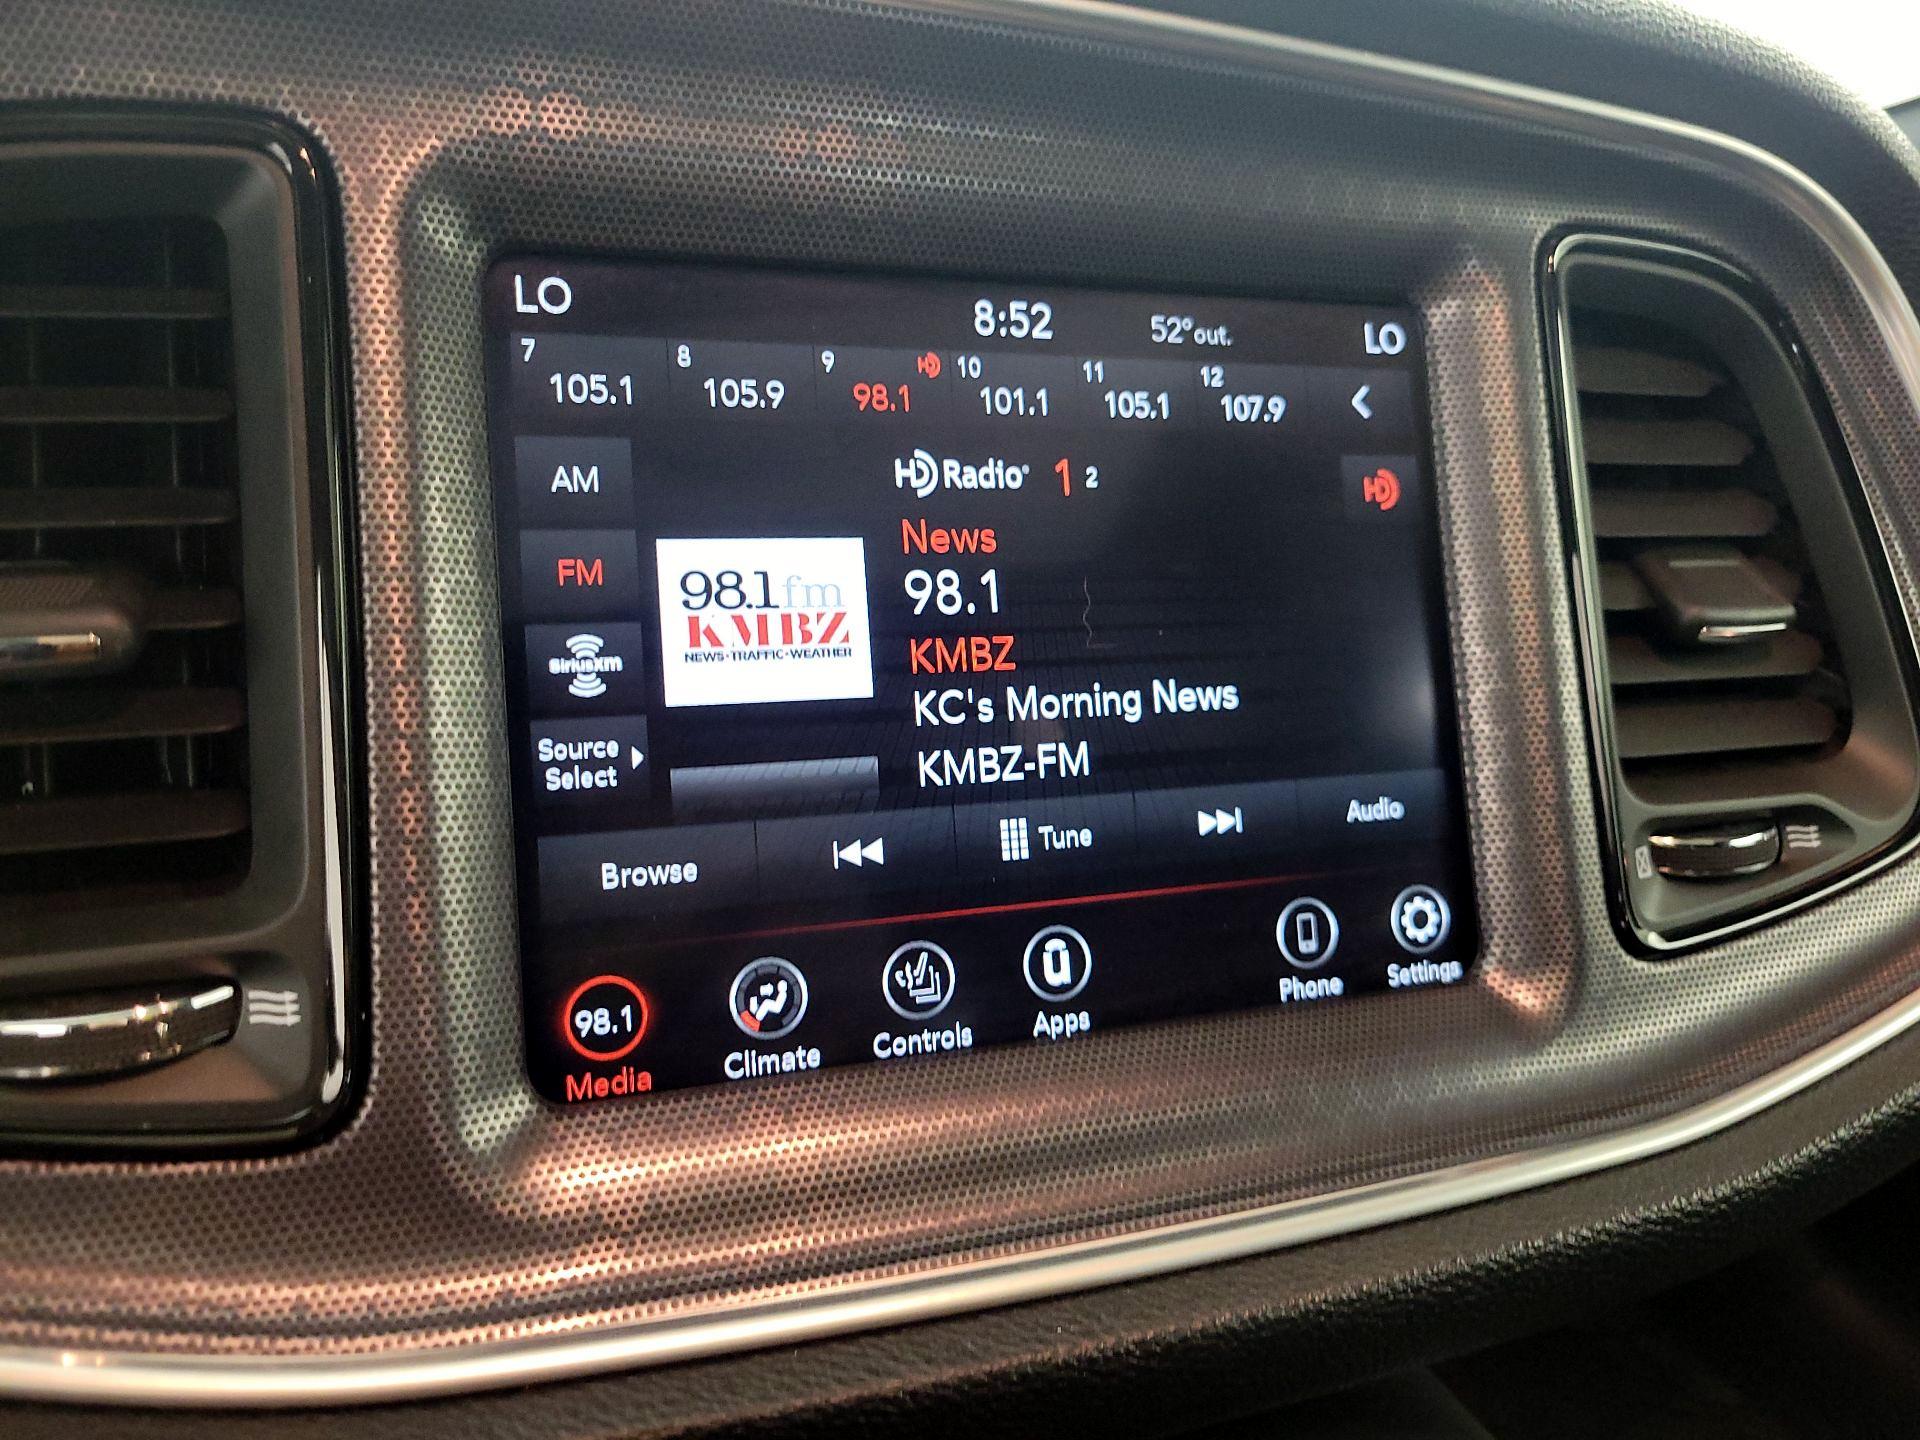 LO 8:52 52° out. LO
7 105.1 8 105.9 9 98.1 HD 10 101.1 11 105.1 12 107.9
AM
HD Radio® 1 2
HD
News
FM
98.1fm
KMBZ
NEWS•TRAFFIC•WEATHER
98.1
KMBZ
SiriusXm
KC's Morning News
Source
Select
KMBZ-FM
Browse Tune Audio
98.1
Media Climate Controls Apps Phone Settings